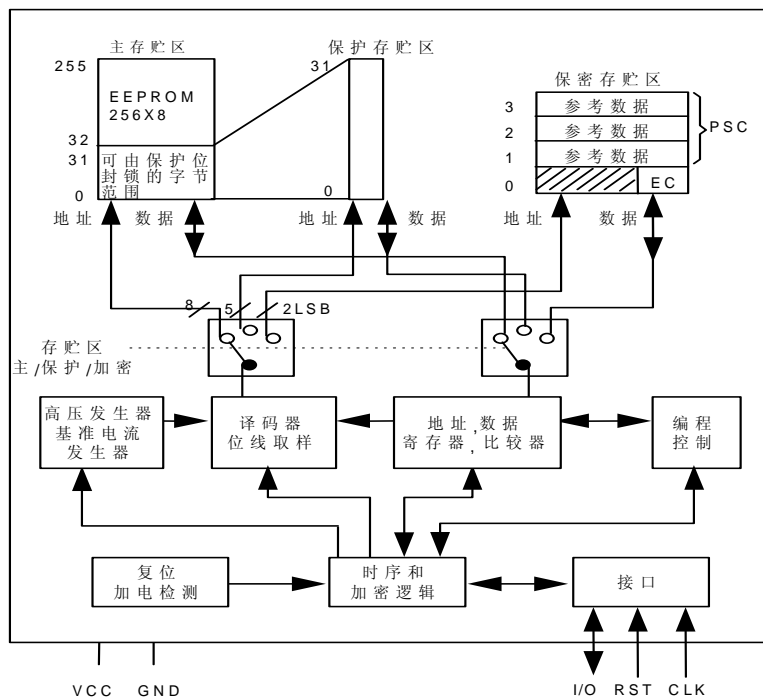 主存贮区
保护存贮区
255
31
保密存贮区
EEPROM
256X8
3
参考数据
2
参考数据
PSC
32
1
参考数据
31
可由保护位
封锁的字节
范围
0
0
0
EC
地址
数据
地址
数据
地址
数据
8
5
2LSB
存贮区
主/保护/加密
高压发生器
基准电流
发生器
译码器
位线取样
地址,数据
寄存器,比较器
编程
控制
复位
加电检测
时序和
加密逻辑
接口
VCC
GND
I/O
RST
CLK